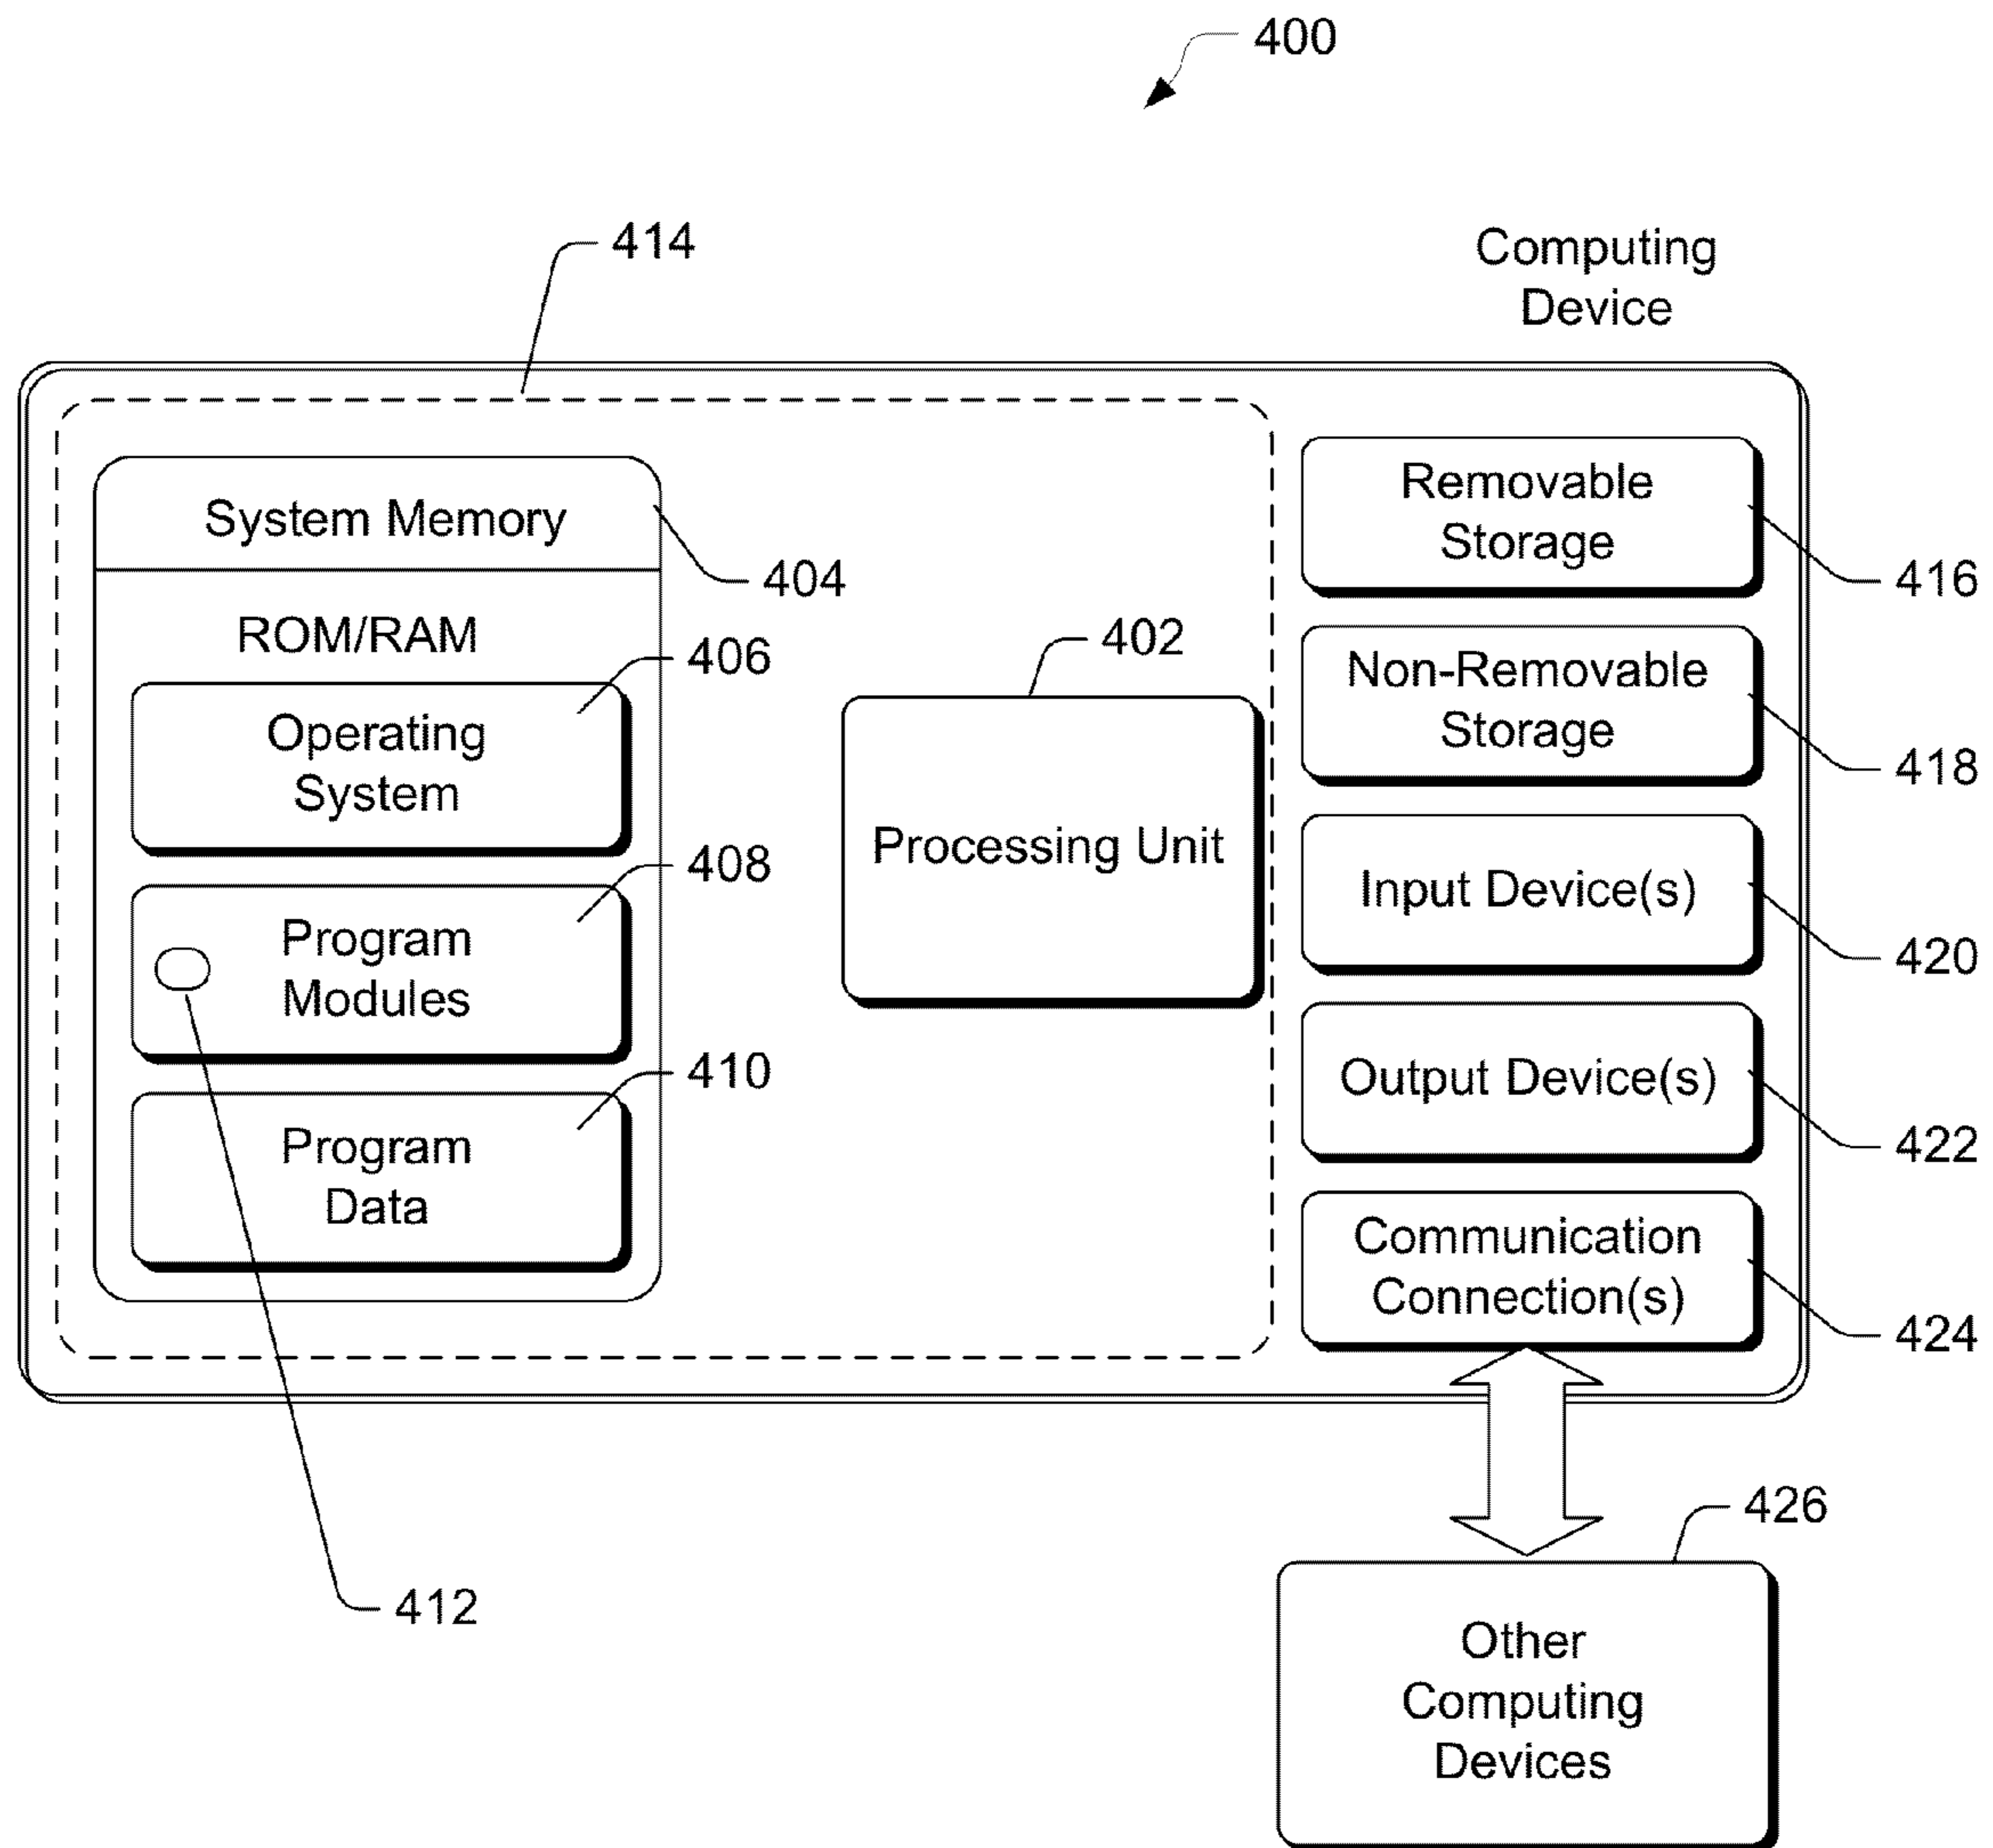 400
414
Computing
Device
System Memory
404
ROM/RAM
406
Operating
System
408
Program
Modules
410
Program
Data
412
402
Processing Unit
Removable
Storage
416
Non-Removable
Storage
418
Input Device(s)
420
Output Device(s)
422
Communication
Connection(s)
424
426
Other
Computing
Devices